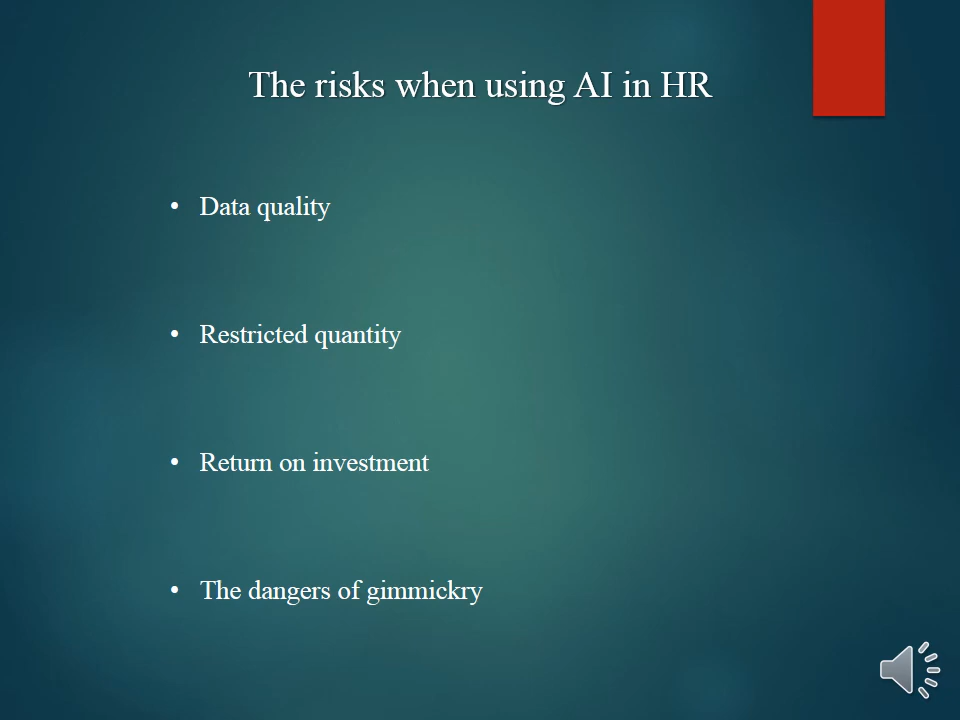 The risks when using AI in HR
• Data quality
• Restricted quantity
• Return on investment
• The dangers of gimmickry